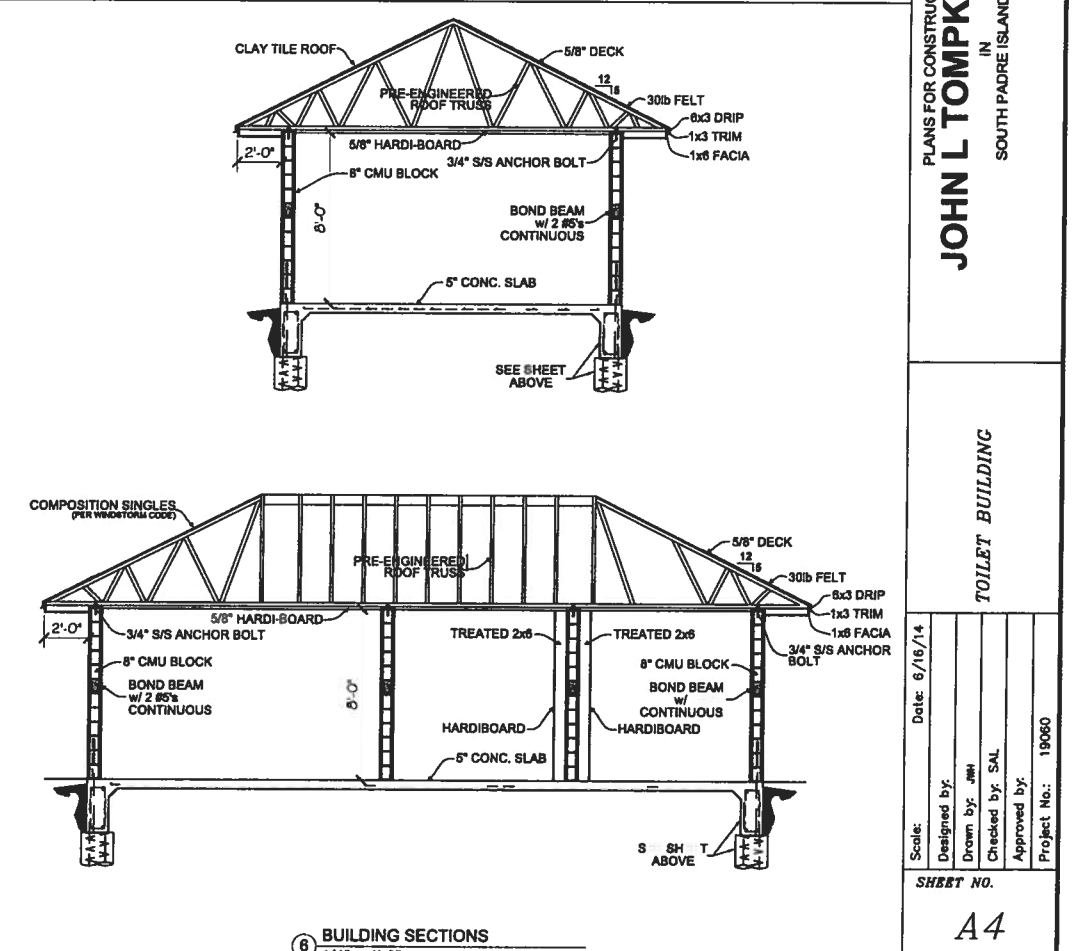 CLAY TILE ROOF
5/8" DECK
PRE-ENGINEERED
ROOF TRUSS
12
5
30lb FELT
6x3 DRIP
1x3 TRIM
1x6 FACIA
5/8" HARDI-BOARD
3/4" S/S ANCHOR BOLT
2'-0"
8" CMU BLOCK
8'-0"
BOND BEAM
w/ 2 #5's
CONTINUOUS
5" CONC. SLAB
SEE SHEET
ABOVE
COMPOSITION SINGLES
(PER WINDSTORM CODE)
5/8" DECK
PRE-ENGINEERED
ROOF TRUSS
12
5
30lb FELT
6x3 DRIP
1x3 TRIM
1x6 FACIA
5/8" HARDI-BOARD
2'-0"
3/4" S/S ANCHOR BOLT
TREATED 2x6
TREATED 2x6
3/4" S/S ANCHOR
BOLT
8" CMU BLOCK
8" CMU BLOCK
BOND BEAM
w/ 2 #5's
CONTINUOUS
8'-0"
BOND BEAM
w/
CONTINUOUS
HARDIBOARD
HARDIBOARD
5" CONC. SLAB
ABOVE
6
BUILDING SECTIONS
PLANS FOR
JOHN L
IN
SOUTH PADRE
TOILET BUILDING
Scale:
Date: 6/16/14
Designed by:
Drawn by: JWH
Checked by: SAL
Approved by:
Project No.: 19060
SHEET NO.
A4